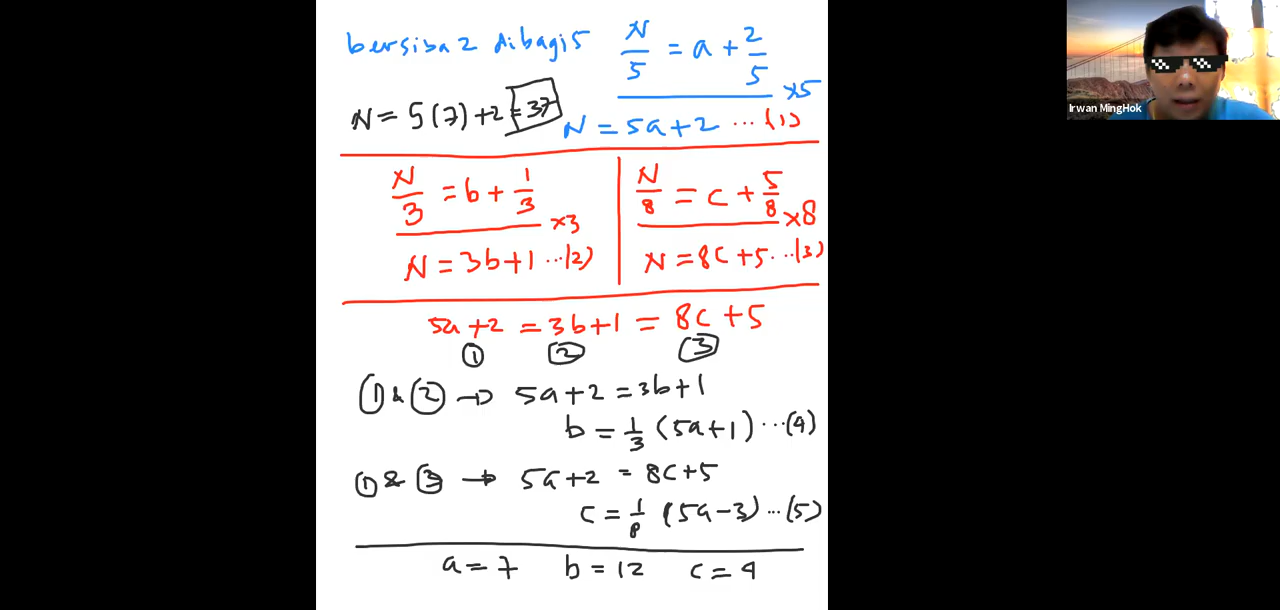 bersisa 2 dibagi 5 N/5 = a + 2/5 ×5
N = 5(7)+2 = 37 N = 5a+2 ...(1)
Irwan MingHok
N/3 = b + 1/3 ×3
N = 3b+1 ...(2)
N/8 = c + 5/8 ×8
N = 8c+5 ...(3)
5a+2 = 3b+1 = 8c+5
① ② ③
① & ② → 5a+2 = 3b+1
b = 1/3 (5a+1) ...(4)
① & ③ → 5a+2 = 8c+5
c = 1/8 (5a-3) ...(5)
a = 7 b = 12 c = 4